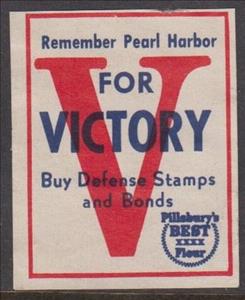 Remember Pearl Harbor
FOR
VICTORY
V
Buy Defense Stamps
and Bonds
Pillsbury's
BEST
XXXX
Flour